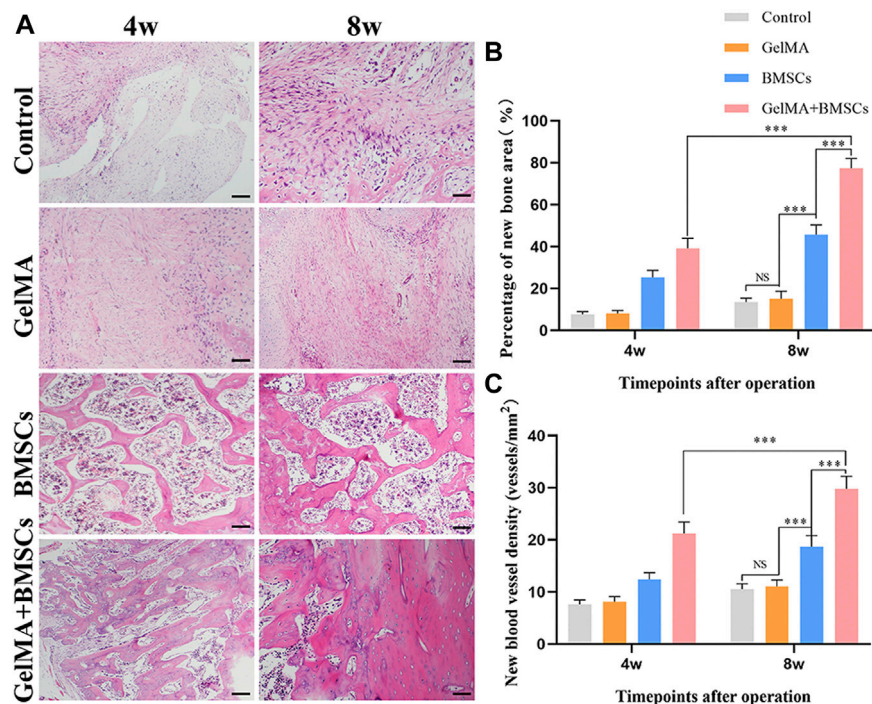 A
4w
8w
Control
GelMA
BMSCs
GelMA+BMSCs
Control
GelMA
BMSCs
GelMA+BMSCs
B
Percentage of new bone area( %)
100
80
60
40
20
0
***
***
***
NS
4w
8w
Timepoints after operation
C
New blood vessel density (vessels/mm²)
40
30
20
10
0
***
***
***
NS
4w
8w
Timepoints after operation